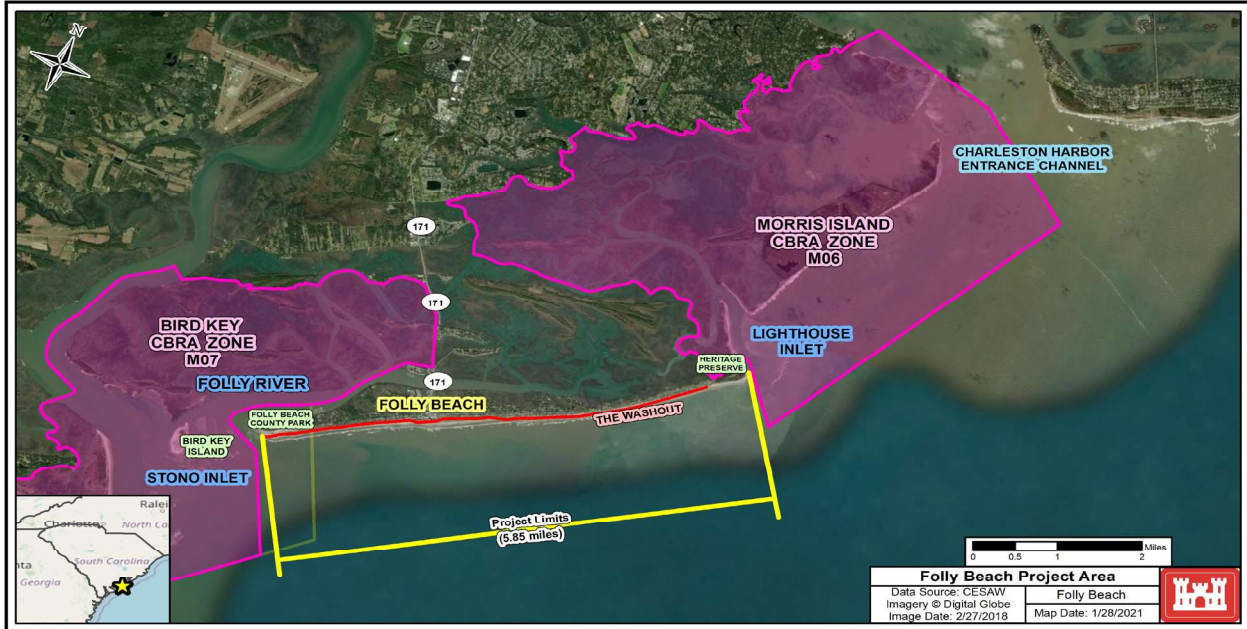 N
CHARLESTON HARBOR
ENTRANCE CHANNEL
171
MORRIS ISLAND
CBRA ZONE
M06
171
BIRD KEY
CBRA ZONE
M07
LIGHTHOUSE
INLET
HERITAGE
PRESERVE
FOLLY RIVER
171
FOLLY BEACH
FOLLY BEACH
COUNTY PARK
THE WASHOUT
BIRD KEY
ISLAND
STONO INLET
Project Limits
(5.85 miles)
Ralei
Charlotte
North Ca
South Carolina
nta
Georgia
0 0.5 1 2 Miles
Folly Beach Project Area
Data Source: CESAW
Imagery © Digital Globe
Image Date: 2/27/2018
Folly Beach
Map Date: 1/28/2021